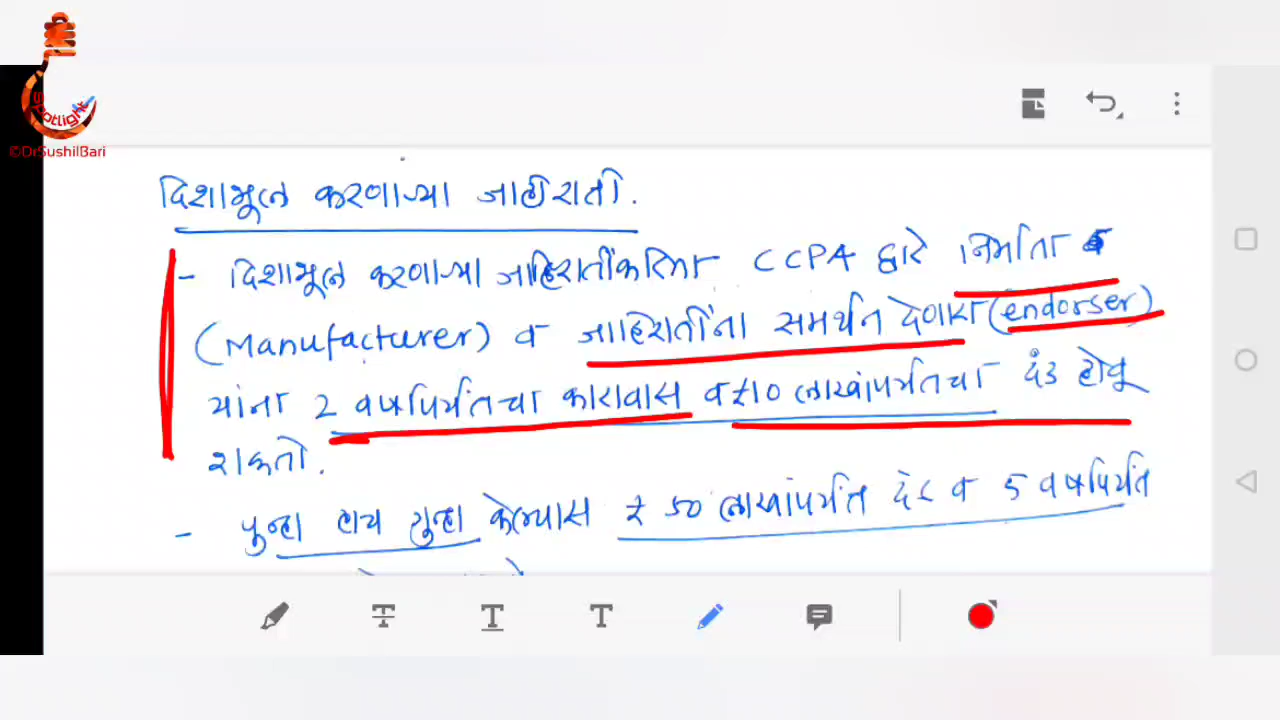 Spotlight
©DrSushilBari
दिशाभूल करणाऱ्या जाहीराती.
- दिशाभूल करणाऱ्या जाहिरातींकरिता CCPA द्वारे निर्माता
(Manufacturer) व जाहिरातींना समर्थन देणारा (endorser)
यांना 2 वर्षापर्यंतचा कारावास व ₹10 लाखांपर्यंतचा दंड होवू
शकतो.
- पुन्हा हाच गुन्हा केल्यास ₹ 50 लाखांपर्यंत दंड व 5 वर्षापर्यंत